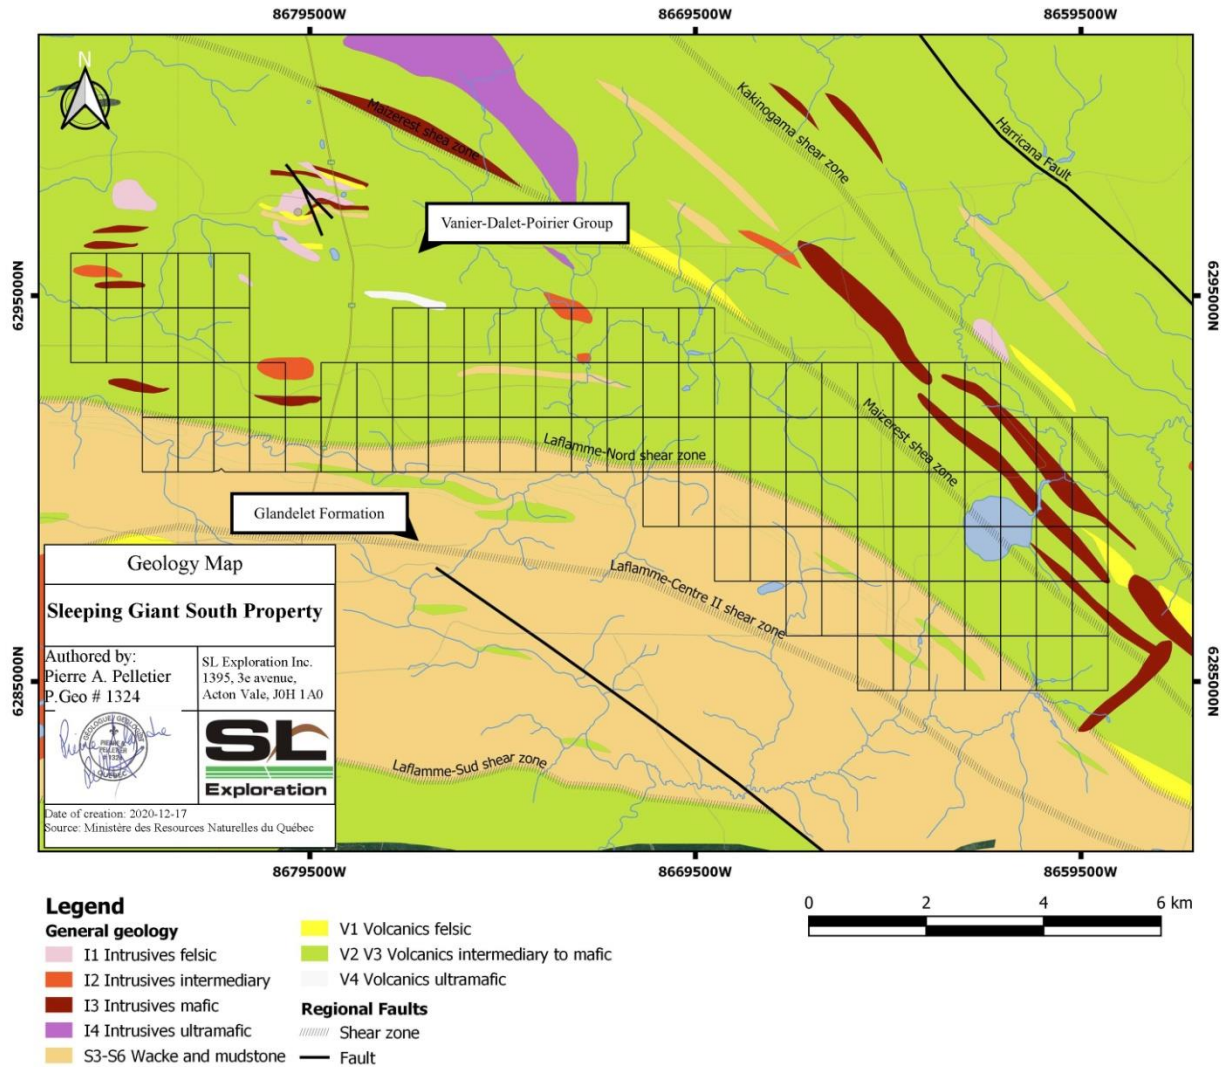 8679500W
8669500W
8659500W
N
Maizerest shea zone
Kakinogama shear zone
Harricana Fault
Vanier-Dalet-Poirier Group
6295000N
6295000N
Laflamme-Nord shear zone
Maizerest shea zone
Glandelet Formation
Laflamme-Centre II shear zone
Geology Map
Sleeping Giant South Property
Authored by:
Pierre A. Pelletier
P.Geo # 1324
SL Exploration Inc.
1395, 3e avenue,
Acton Vale, J0H 1A0
GÉOLOGUE / GEOLOGIST
PIERRE A.
PELLETIER
# 1324
QUÉBEC
SL
Exploration
Date of creation: 2020-12-17
Source: Ministère des Resources Naturelles du Québec
6285000N
6285000N
Laflamme-Sud shear zone
8679500W
8669500W
8659500W
Legend
General geology
I1 Intrusives felsic
I2 Intrusives intermediary
I3 Intrusives mafic
I4 Intrusives ultramafic
S3-S6 Wacke and mudstone
V1 Volcanics felsic
V2 V3 Volcanics intermediary to mafic
V4 Volcanics ultramafic
Regional Faults
Shear zone
Fault
0 2 4 6 km